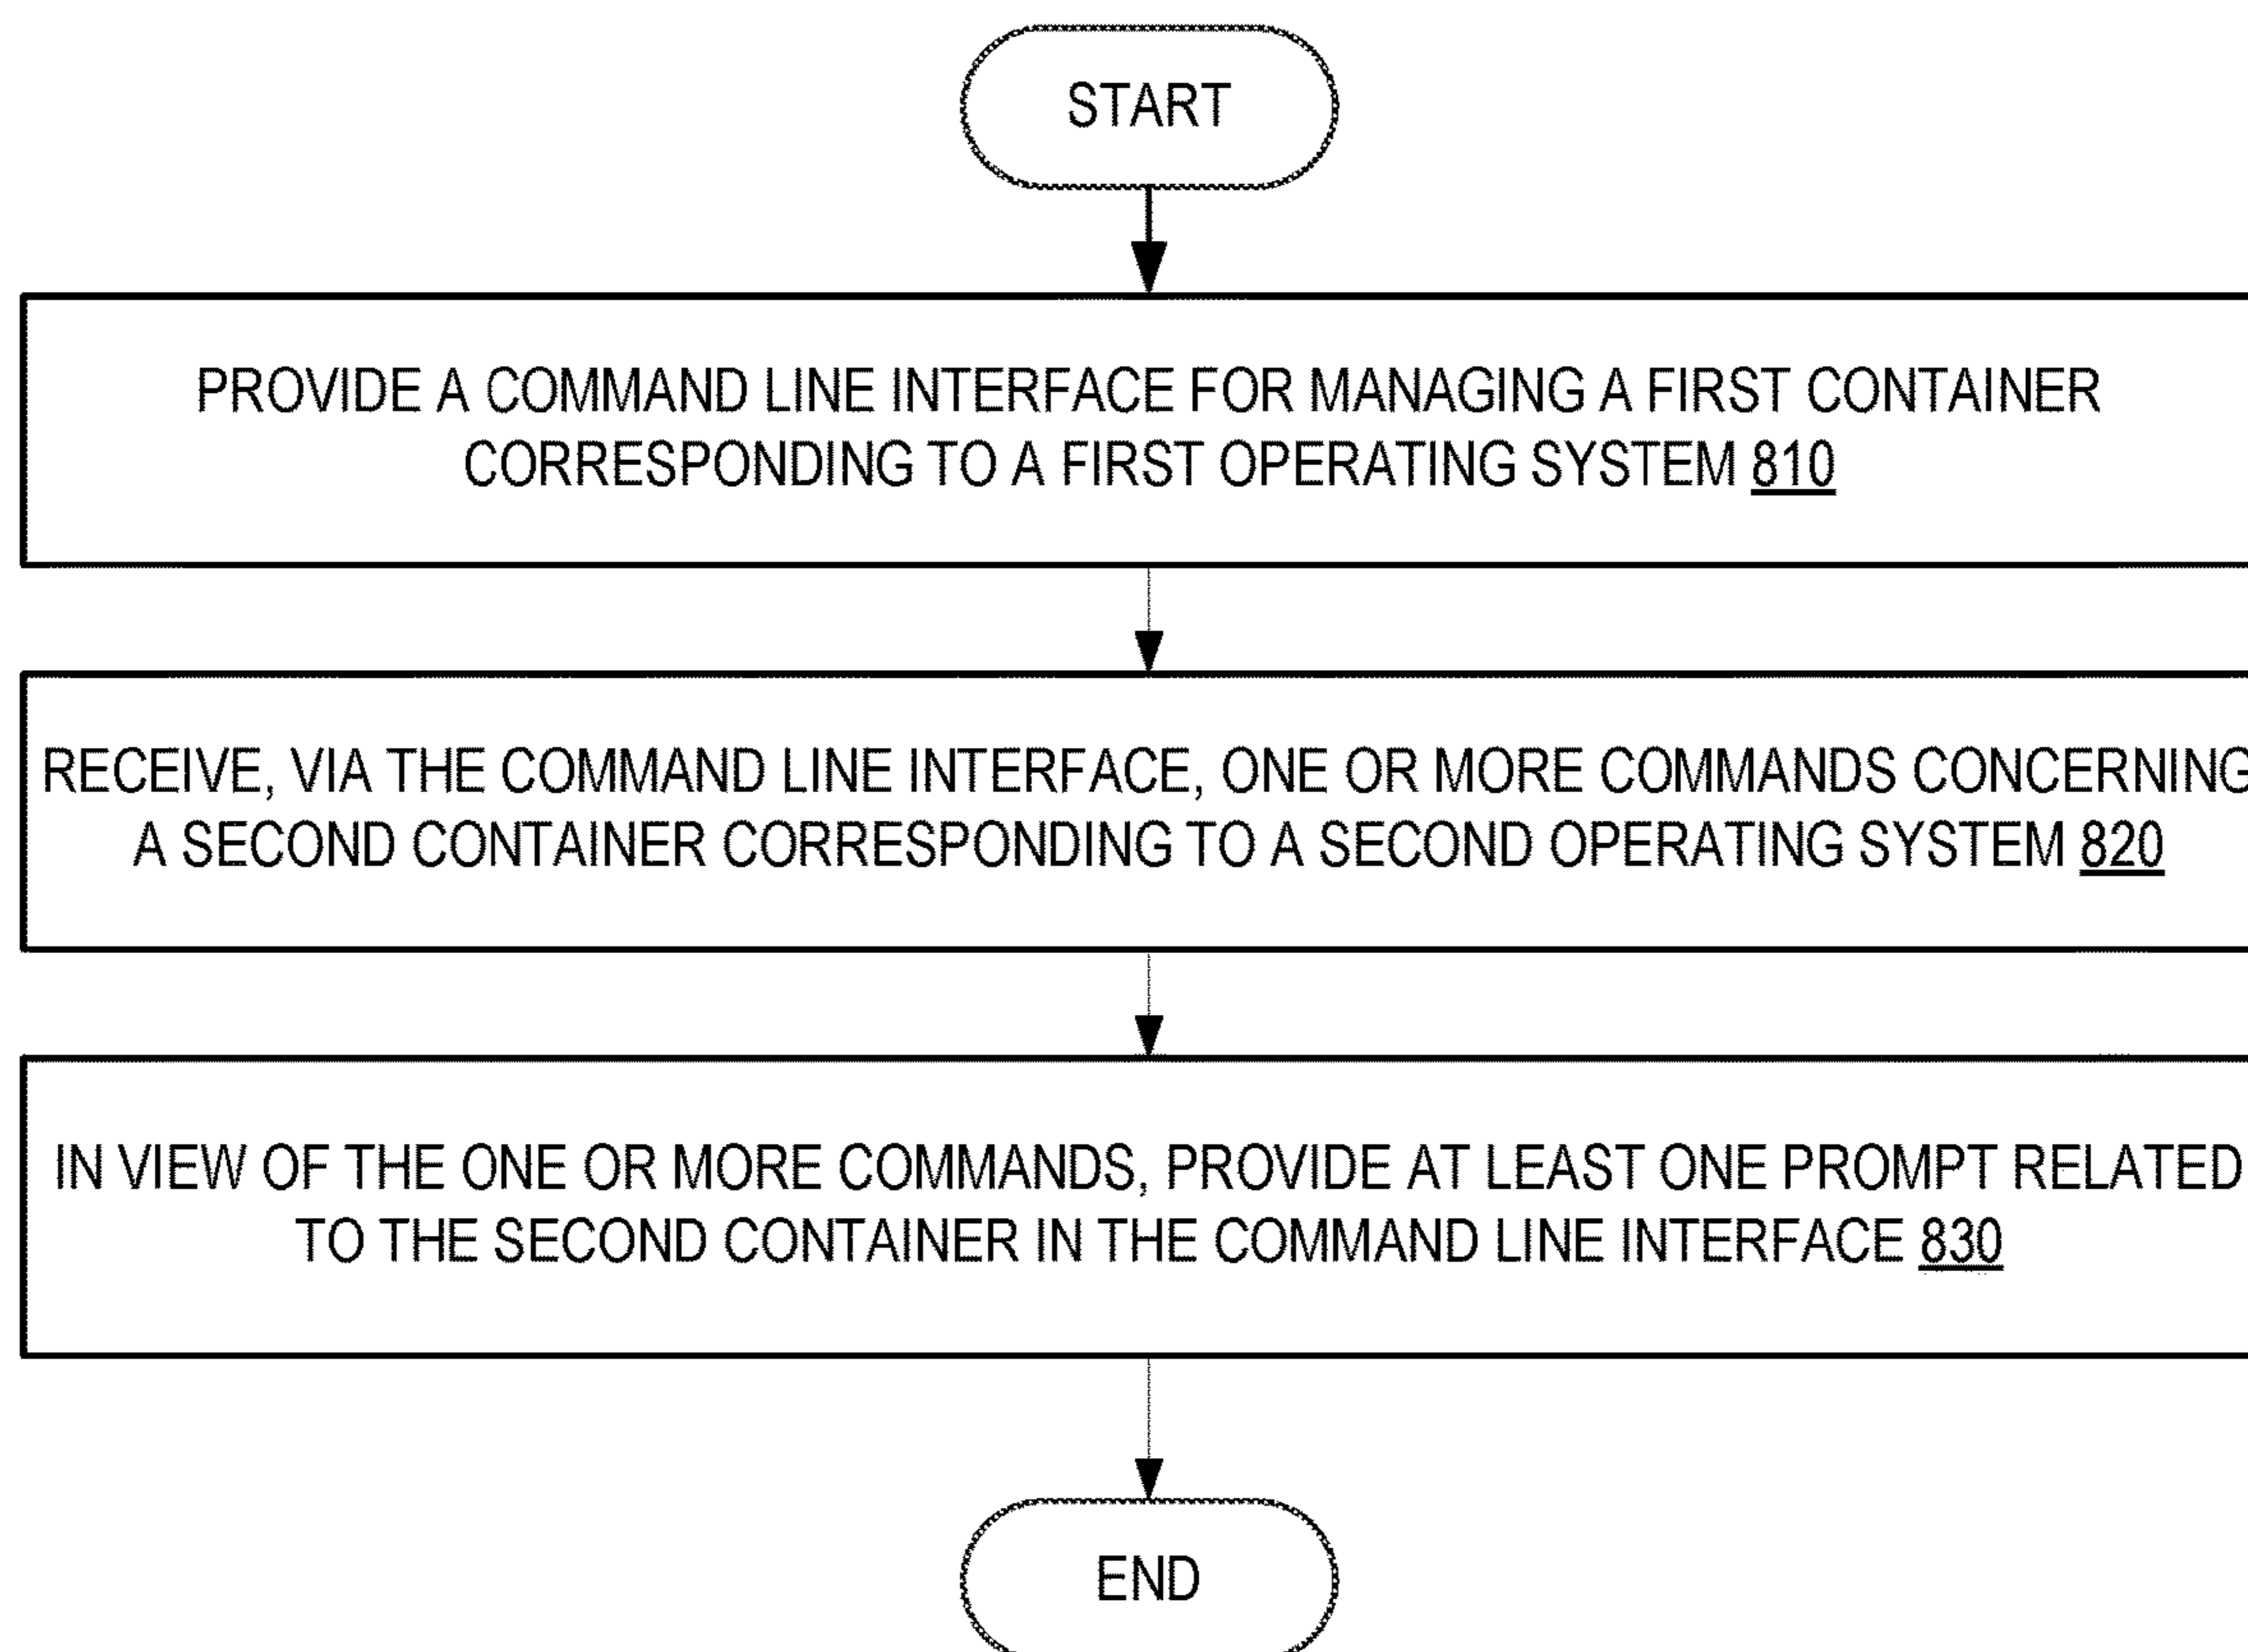 START
PROVIDE A COMMAND LINE INTERFACE FOR MANAGING A FIRST CONTAINER
CORRESPONDING TO A FIRST OPERATING SYSTEM 810
RECEIVE, VIA THE COMMAND LINE INTERFACE, ONE OR MORE COMMANDS CONCERNING
A SECOND CONTAINER CORRESPONDING TO A SECOND OPERATING SYSTEM 820
IN VIEW OF THE ONE OR MORE COMMANDS, PROVIDE AT LEAST ONE PROMPT RELATED
TO THE SECOND CONTAINER IN THE COMMAND LINE INTERFACE 830
END